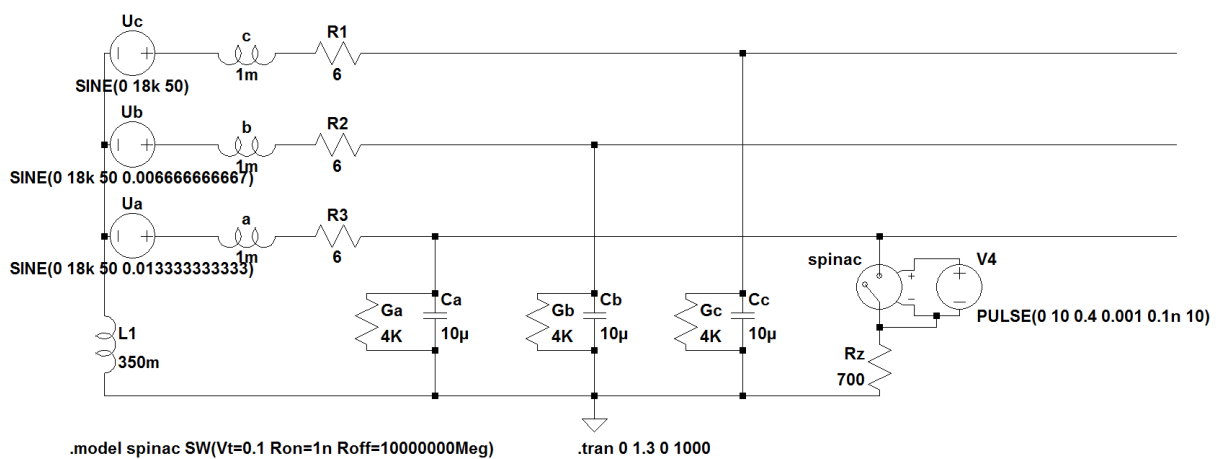 Uc
c
R1
1m
6
SINE(0 18k 50)
Ub
b
R2
1m
6
SINE(0 18k 50 0.006666666667)
Ua
a
R3
1m
6
SINE(0 18k 50 0.013333333333)
spinac
V4
PULSE(0 10 0.4 0.001 0.1n 10)
Ga
4K
Ca
10µ
Gb
4K
Cb
10µ
Gc
4K
Cc
10µ
L1
350m
Rz
700
.model spinac SW(Vt=0.1 Ron=1n Roff=10000000Meg)
.tran 0 1.3 0 1000